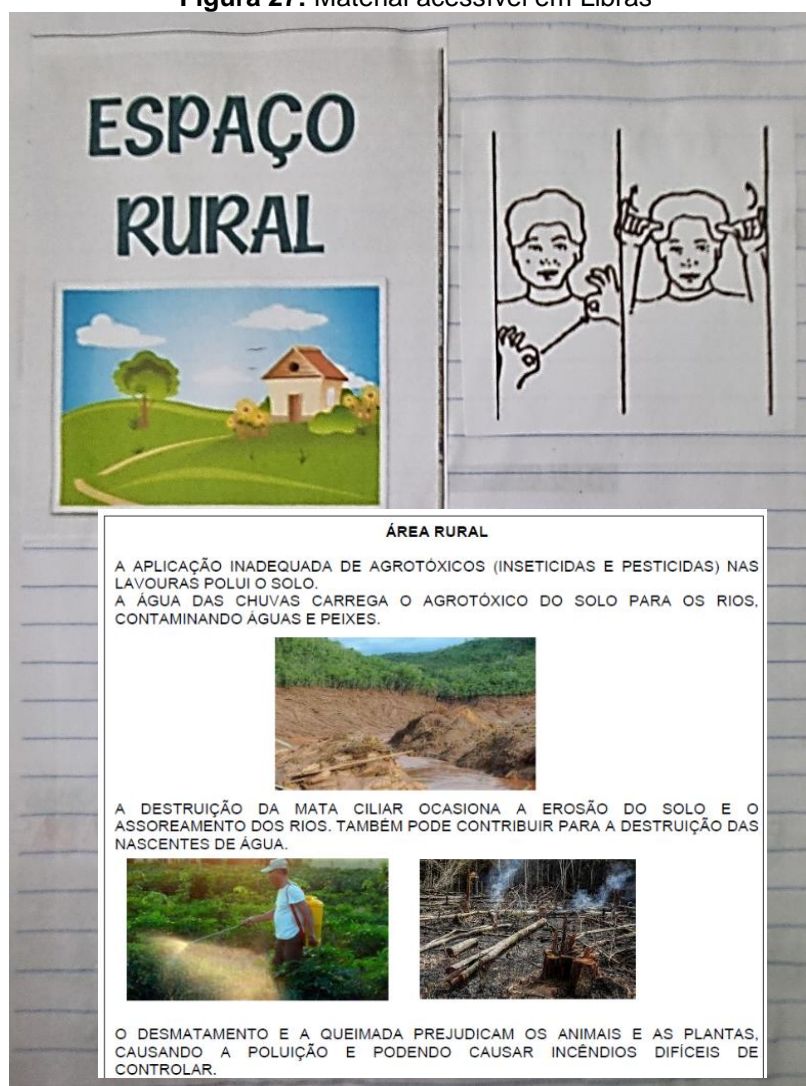 Figura 27: Material acessível em Libras
ESPAÇO
RURAL
ÁREA RURAL
A APLICAÇÃO INADEQUADA DE AGROTÓXICOS (INSETICIDAS E PESTICIDAS) NAS
LAVOURAS POLUI O SOLO.
A ÁGUA DAS CHUVAS CARREGA O AGROTÓXICO DO SOLO PARA OS RIOS,
CONTAMINANDO ÁGUAS E PEIXES.
A DESTRUIÇÃO DA MATA CILIAR OCASIONA A EROSÃO DO SOLO E O
ASSOREAMENTO DOS RIOS. TAMBÉM PODE CONTRIBUIR PARA A DESTRUIÇÃO DAS
NASCENTES DE ÁGUA.
O DESMATAMENTO E A QUEIMADA PREJUDICAM OS ANIMAIS E AS PLANTAS,
CAUSANDO A POLUIÇÃO E PODENDO CAUSAR INCÊNDIOS DIFÍCEIS DE
CONTROLAR.